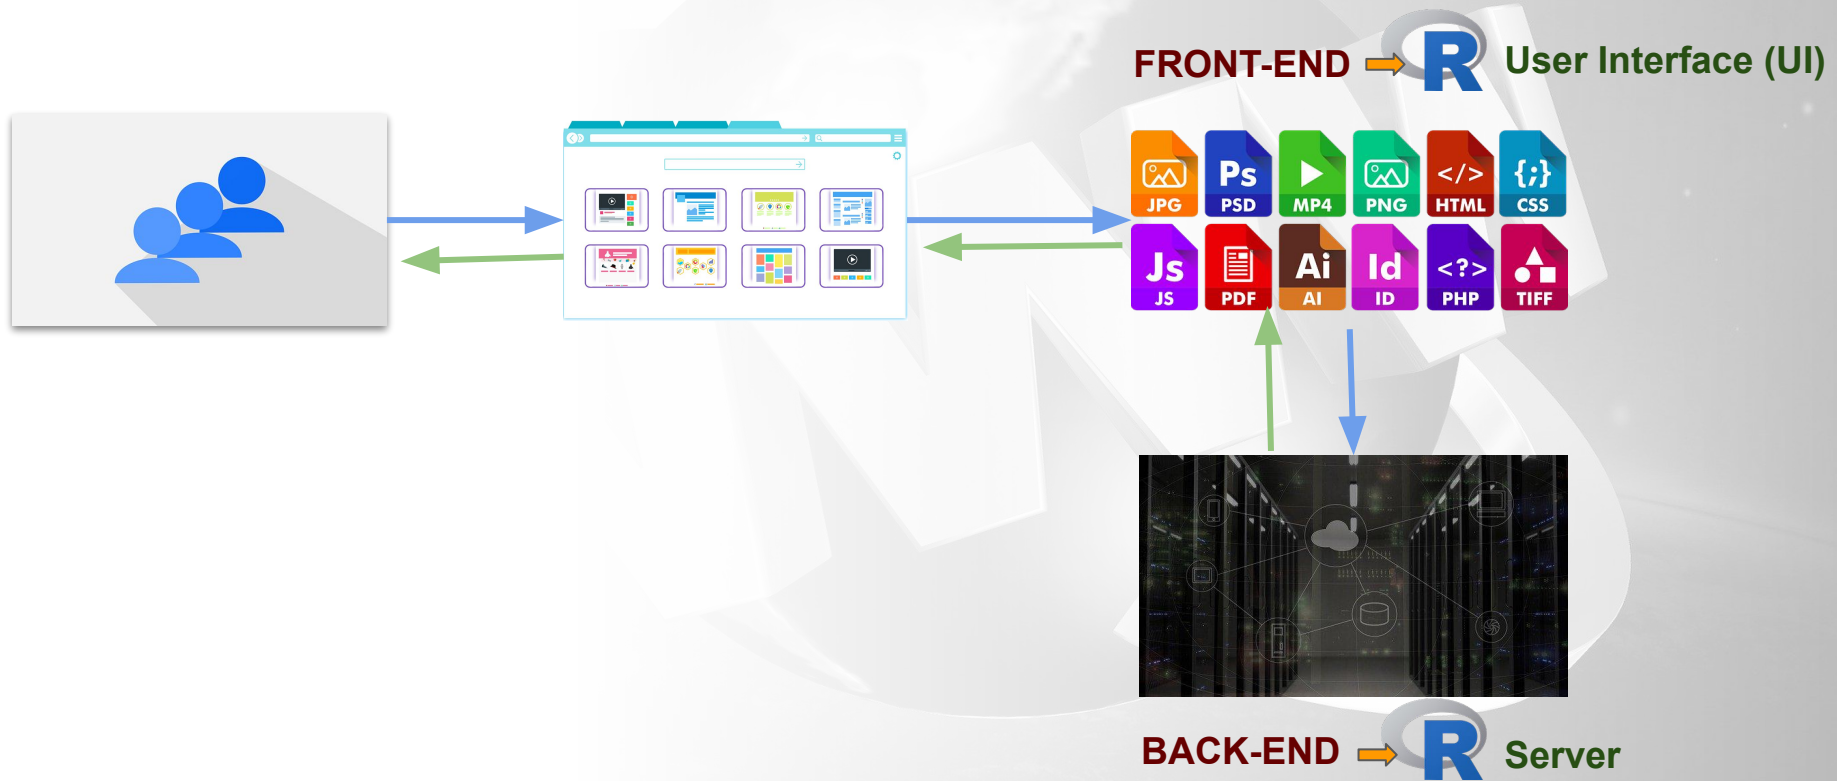 FRONT-END R User Interface (UI)
JPG
Ps PSD
MP4
PNG
</> HTML
{;} CSS
Js JS
PDF
Ai AI
Id ID
<?> PHP
TIFF
BACK-END R Server